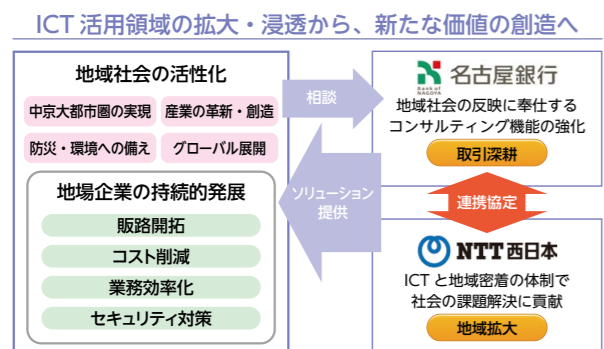 ICT 活用領域の拡大・浸透から、新たな価値の創造へ
地域社会の活性化
中京大都市圏の実現
産業の革新・創造
防災・環境への備え
グローバル展開
地場企業の持続的発展
販路開拓
コスト削減
業務効率化
セキュリティ対策
相談
ソリューション
提供
Bank of
NAGOYA
名古屋銀行
地域社会の反映に奉仕する
コンサルティング機能の強化
取引深耕
連携協定
NTT西日本
ICT と地域密着の体制で
社会の課題解決に貢献
地域拡大